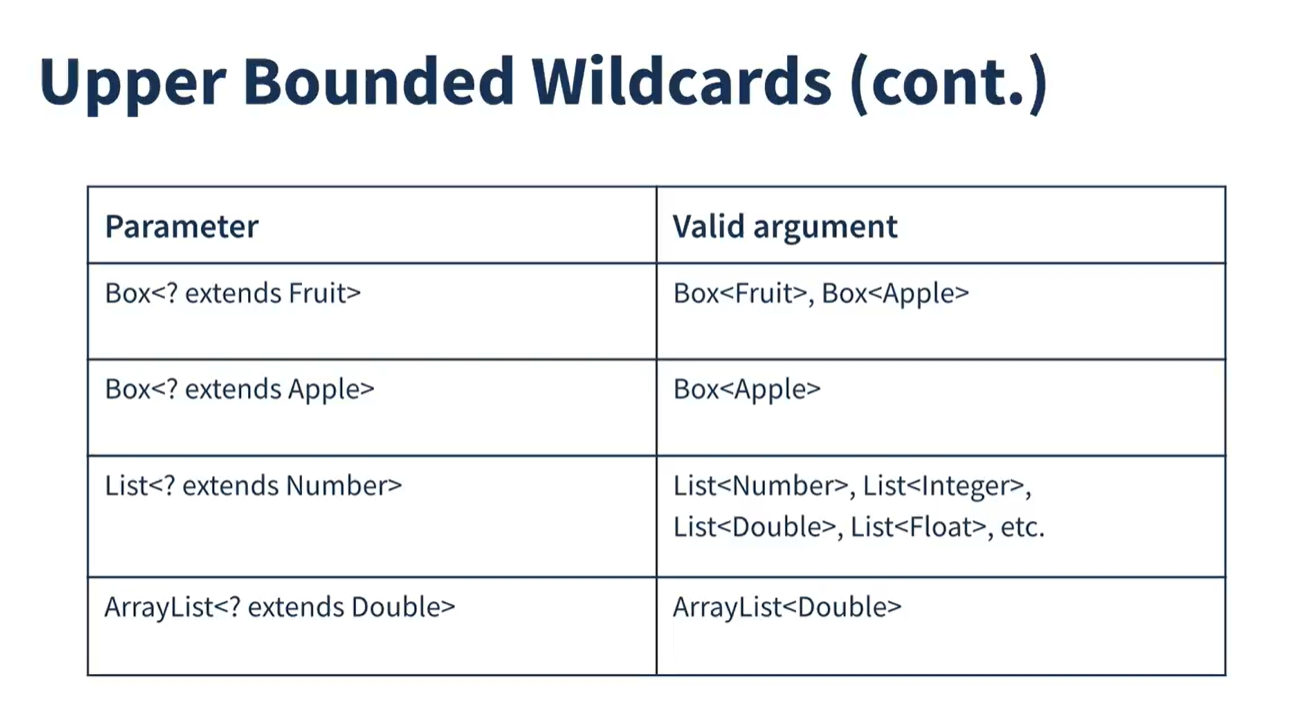 Upper Bounded Wildcards (cont.)
Parameter
Valid argument
Box<? extends Fruit>
Box<Fruit>, Box<Apple>
Box<? extends Apple>
Box<Apple>
List<? extends Number>
List<Number>, List<Integer>,
List<Double>, List<Float>, etc.
ArrayList<? extends Double>
ArrayList<Double>